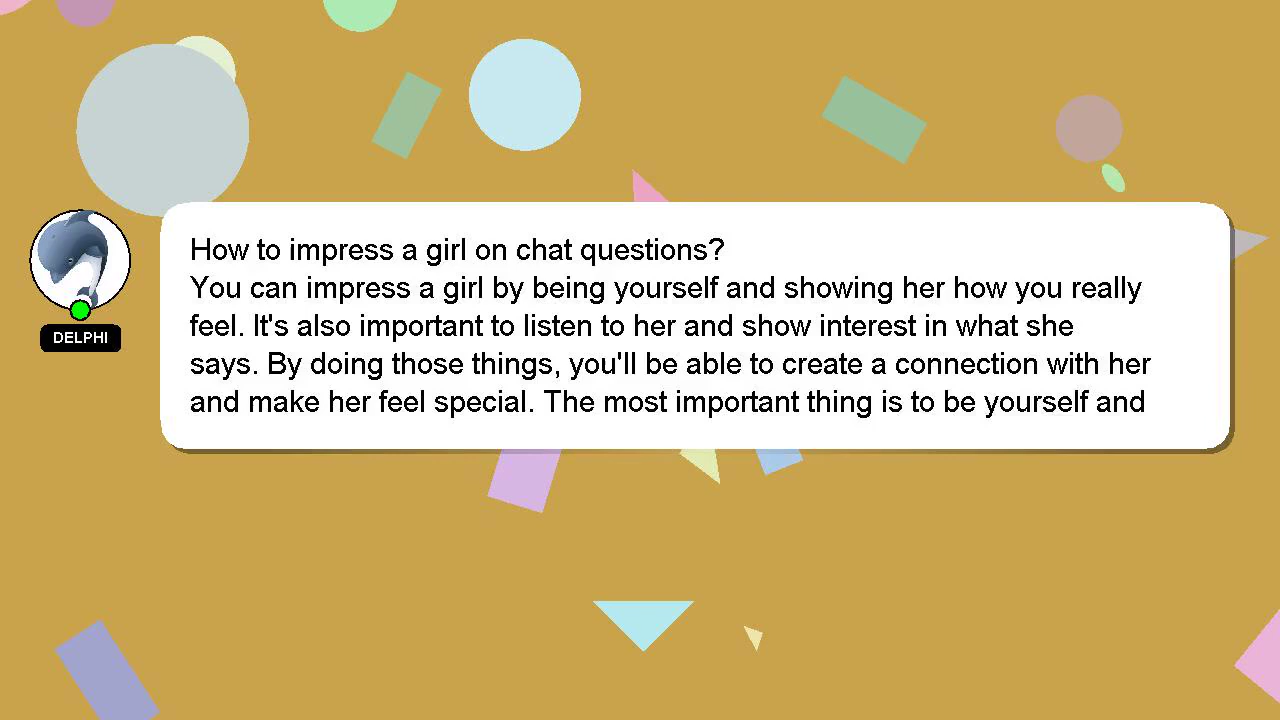 How to impress a girl on chat questions?
You can impress a girl by being yourself and showing her how you really
feel. It's also important to listen to her and show interest in what she
says. By doing those things, you'll be able to create a connection with her
and make her feel special. The most important thing is to be yourself and
DELPHI